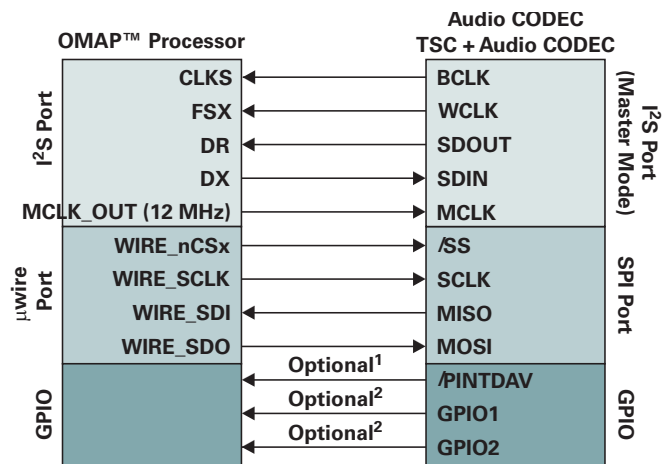 OMAP™ Processor
Audio CODEC
TSC + Audio CODEC
I²S Port
CLKS
BCLK
FSX
WCLK
DR
SDOUT
DX
SDIN
MCLK_OUT (12 MHz)
MCLK
I²S Port
(Master Mode)
µwire
Port
WIRE_nCSx
/SS
WIRE_SCLK
SCLK
WIRE_SDI
MISO
WIRE_SDO
MOSI
SPI Port
GPIO
Optional¹
/PINTDAV
Optional²
GPIO1
Optional²
GPIO2
GPIO